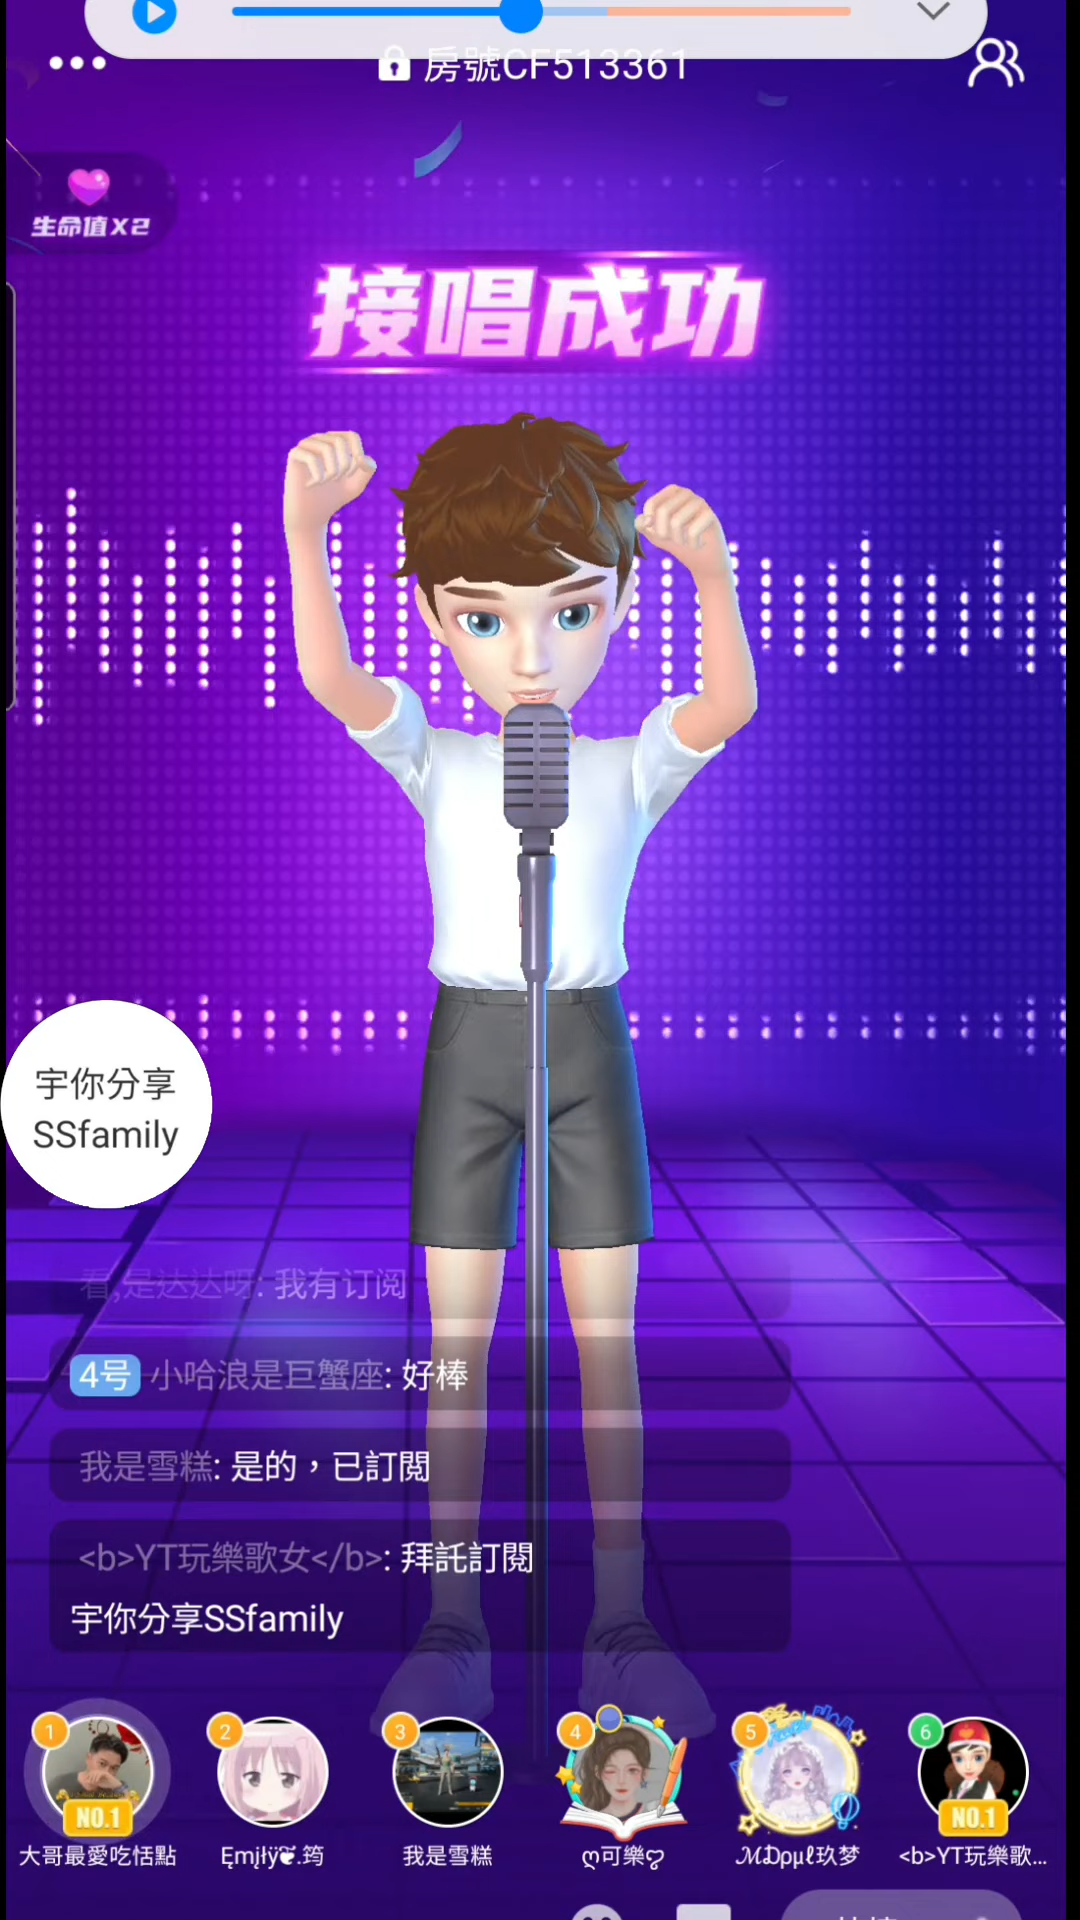 房號CF513361
生命值X2
接唱成功
宇你分享
SSfamily
看,是达达呀: 我有订阅
4号 小哈浪是巨蟹座: 好棒
我是雪糕: 是的，已訂閱
<b>YT玩樂歌女</b>: 拜託訂閱
宇你分享SSfamily
1 2 3 4 5 6
NO.1 NO.1
大哥最愛吃恬點 Ęmįłÿ❦.筠 我是雪糕 ღ可樂ღ ℳDρμℓ玖梦 <b>YT玩樂歌...